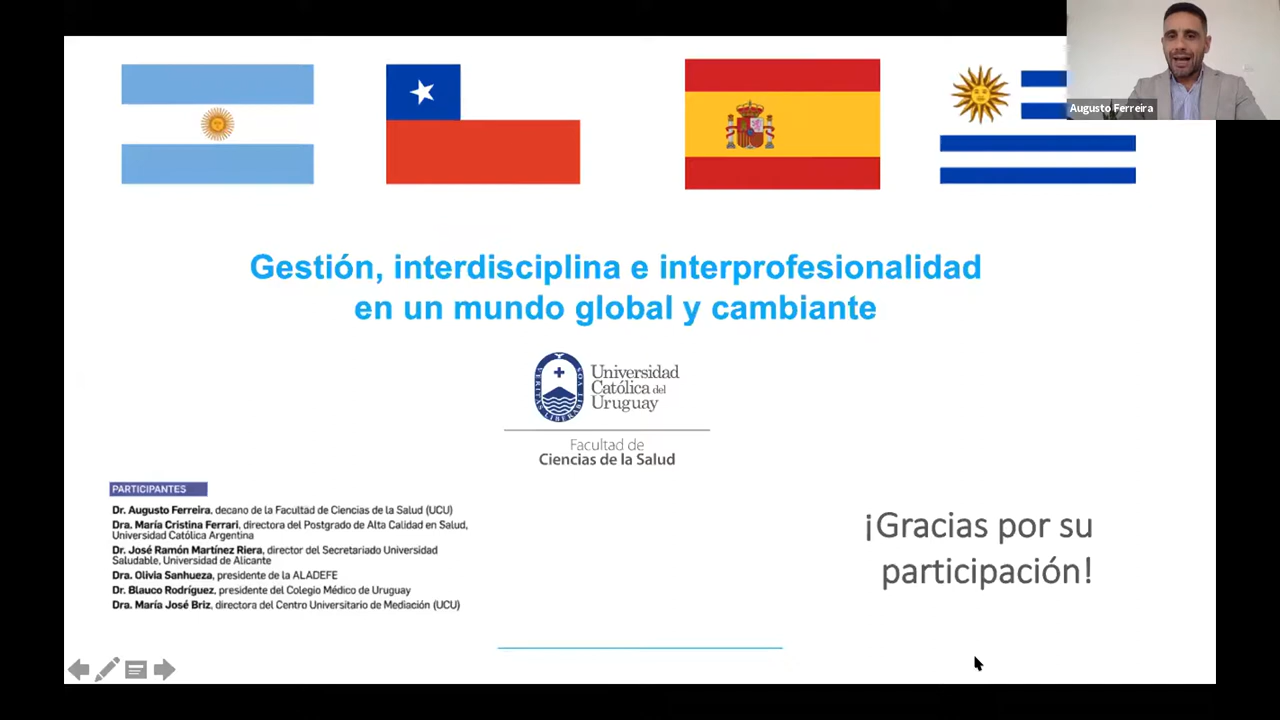 Augusto Ferreira
Gestión, interdisciplina e interprofesionalidad
en un mundo global y cambiante
VERITAS LIBERABIT VOS
Universidad
Católica del
Uruguay
Facultad de
Ciencias de la Salud
PARTICIPANTES
Dr. Augusto Ferreira, decano de la Facultad de Ciencias de la Salud (UCU)
Dra. María Cristina Ferrari, directora del Postgrado de Alta Calidad en Salud,
Universidad Católica Argentina
Dr. José Ramón Martínez Riera, director del Secretariado Universidad
Saludable, Universidad de Alicante
Dra. Olivia Sanhueza, presidente de la ALADEFE
Dr. Blauco Rodríguez, presidente del Colegio Médico de Uruguay
Dra. María José Briz, directora del Centro Universitario de Mediación (UCU)
¡Gracias por su
participación!